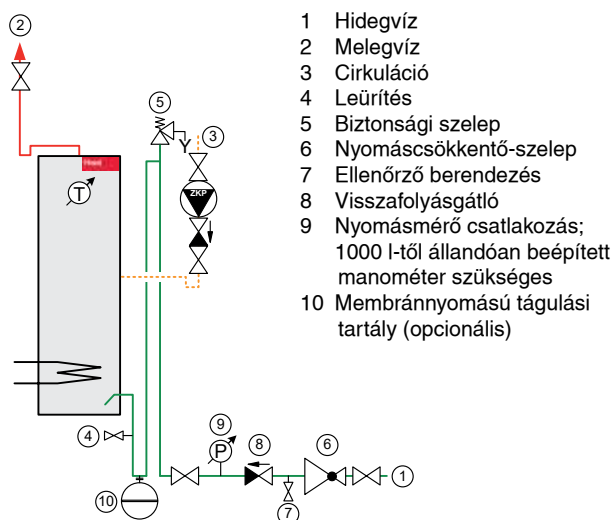 2
5
3
ZKP
T
4
10
9
P
8
6
1
7
1 Hidegvíz
2 Melegvíz
3 Cirkuláció
4 Leürítés
5 Biztonsági szelep
6 Nyomáscsökkentő-szelep
7 Ellenőrző berendezés
8 Visszafolyásgátló
9 Nyomásmérő csatlakozás;
1000 l-től állandóan beépített
manométer szükséges
10 Membránnyomású tágulási
tartály (opcionális)